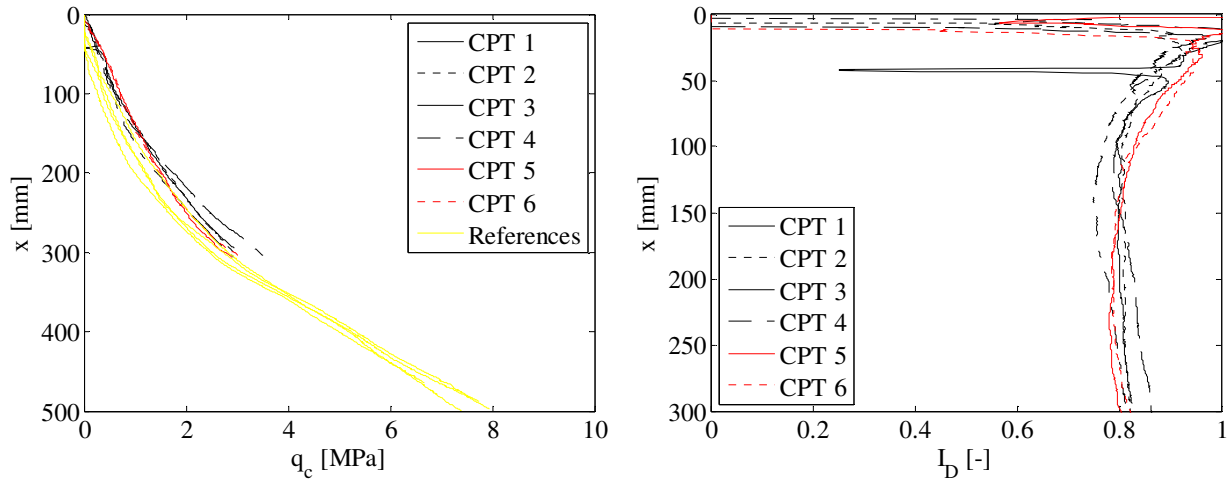 0
100
200
300
400
500
x [mm]
0
2
4
6
8
10
q_c [MPa]
CPT 1
CPT 2
CPT 3
CPT 4
CPT 5
CPT 6
References
0
50
100
150
200
250
300
x [mm]
0
0.2
0.4
0.6
0.8
1
I_D [-]
CPT 1
CPT 2
CPT 3
CPT 4
CPT 5
CPT 6